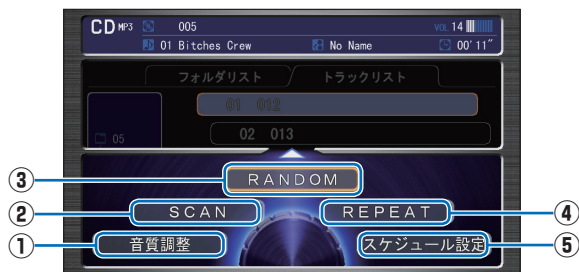 CD MP3 005 VOL 14
01 Bitches Crew No Name 00'11"
フォルダリスト トラックリスト
01 012
05 02 013
③ RANDOM
② SCAN REPEAT ④
① 音質調整 スケジュール設定 ⑤